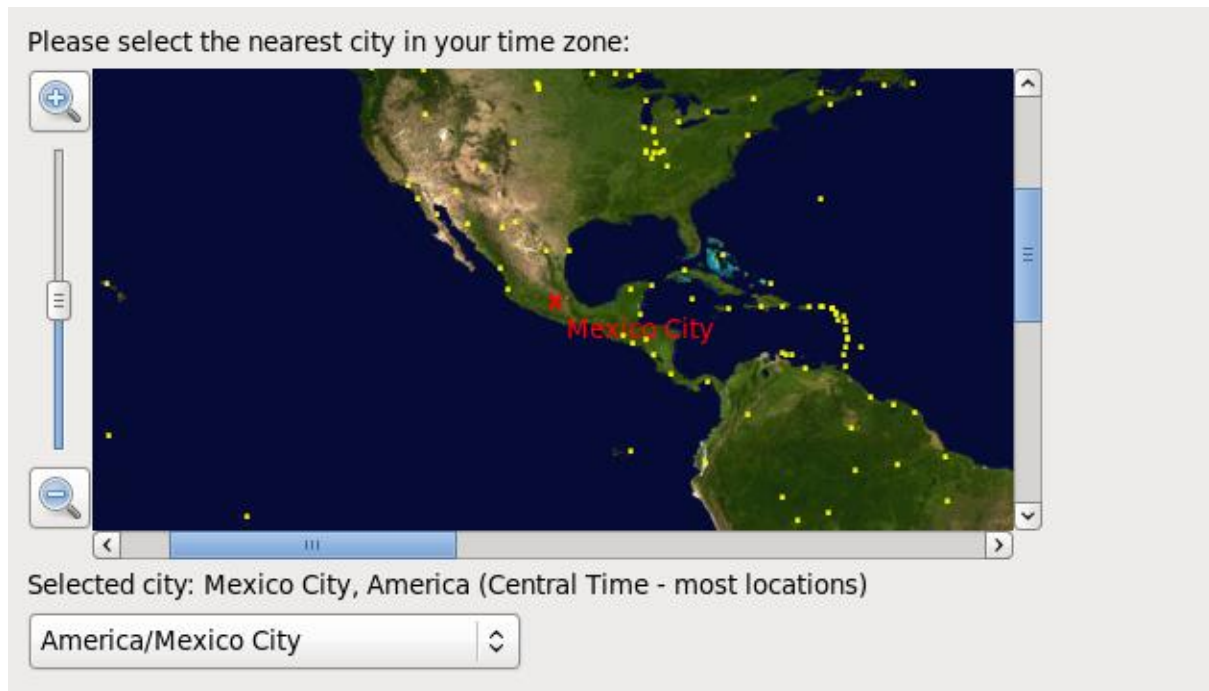 Please select the nearest city in your time zone:
X
Mexico City
Selected city: Mexico City, America (Central Time - most locations)
America/Mexico City